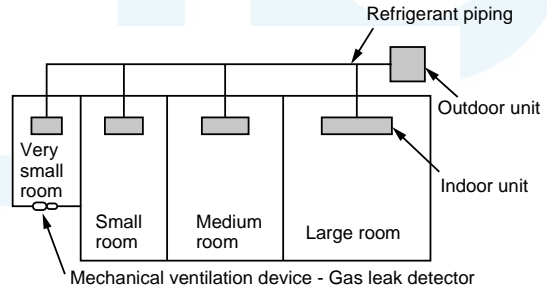 Refrigerant piping
Outdoor unit
Indoor unit
Very
small
room
Small
room
Medium
room
Large room
Mechanical ventilation device - Gas leak detector